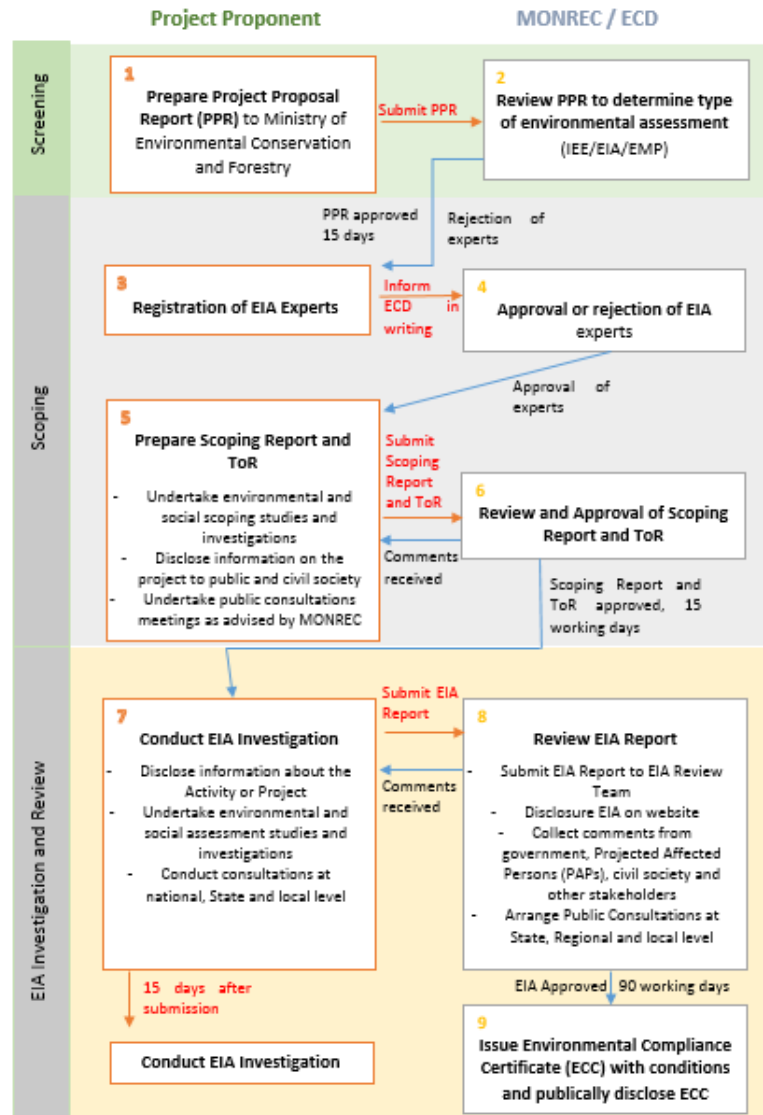 Project Proponent
MONREC / ECD
Screening
1
Prepare Project Proposal
Report (PPR) to Ministry of
Environmental Conservation
and Forestry
Submit PPR
2
Review PPR to determine type
of environmental assessment
(IEE/EIA/EMP)
PPR approved
15 days
Rejection of
experts
Scoping
3
Registration of EIA Experts
Inform
ECD in
writing
4
Approval or rejection of EIA
experts
Approval of
experts
5
Prepare Scoping Report and
ToR
- Undertake environmental and
social scoping studies and
investigations
- Disclose information on the
project to public and civil society
- Undertake public consultations
meetings as advised by MONREC
Submit
Scoping
Report
and ToR
Comments
received
6
Review and Approval of Scoping
Report and ToR
Scoping Report and
ToR approved, 15
working days
EIA Investigation and Review
7
Conduct EIA Investigation
- Disclose information about the
Activity or Project
- Undertake environmental and
social assessment studies and
investigations
- Conduct consultations at
national, State and local level
Submit EIA
Report
Comments
received
8
Review EIA Report
- Submit EIA Report to EIA Review
Team
- Disclosure EIA on website
- Collect comments from
government, Projected Affected
Persons (PAPs), civil society and
other stakeholders
- Arrange Public Consultations at
State, Regional and local level
15 days after
submission
EIA Approved 90 working days
Conduct EIA Investigation
9
Issue Environmental Compliance
Certificate (ECC) with conditions
and publically disclose ECC